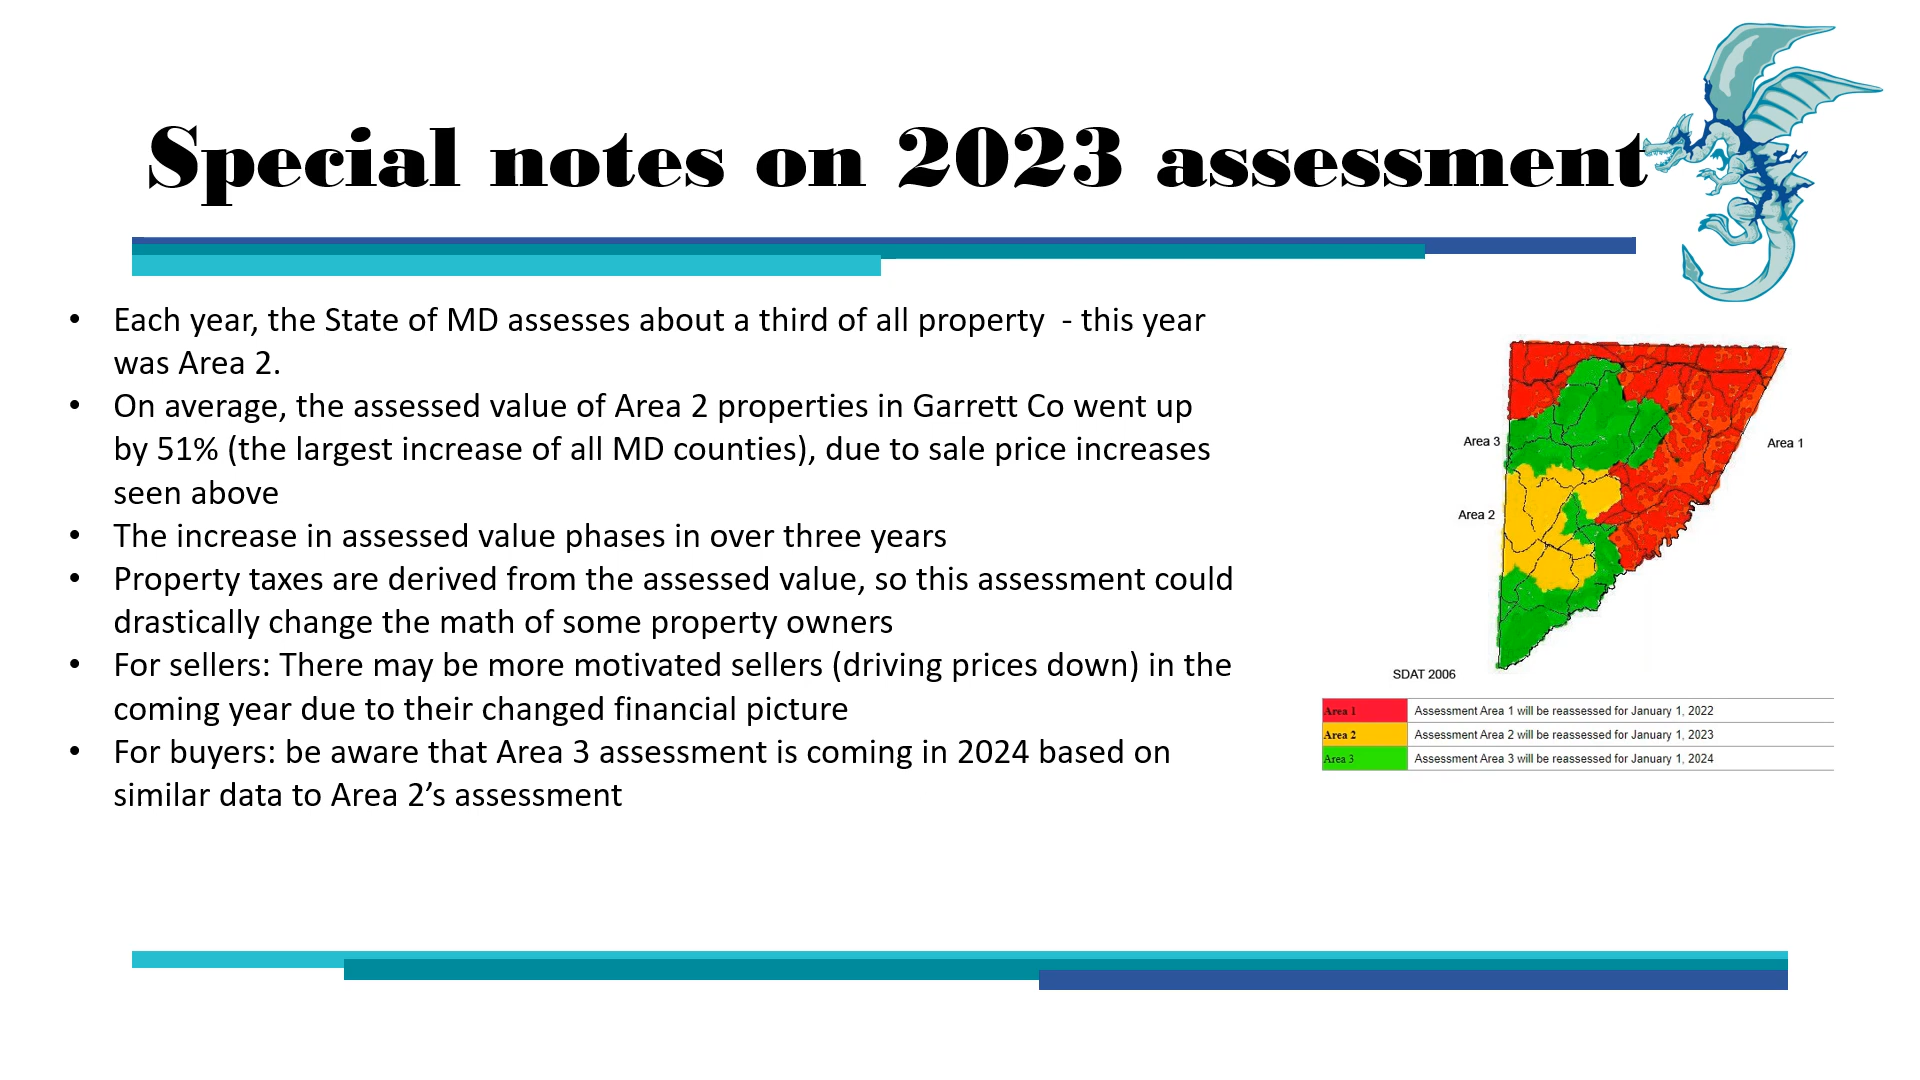 Special notes on 2023 assessment
• Each year, the State of MD assesses about a third of all property  - this year
was Area 2.
• On average, the assessed value of Area 2 properties in Garrett Co went up
by 51% (the largest increase of all MD counties), due to sale price increases
seen above
• The increase in assessed value phases in over three years
• Property taxes are derived from the assessed value, so this assessment could
drastically change the math of some property owners
• For sellers: There may be more motivated sellers (driving prices down) in the
coming year due to their changed financial picture
• For buyers: be aware that Area 3 assessment is coming in 2024 based on
similar data to Area 2’s assessment
Area 3
Area 1
Area 2
SDAT 2006
Area 1 Assessment Area 1 will be reassessed for January 1, 2022
Area 2 Assessment Area 2 will be reassessed for January 1, 2023
Area 3 Assessment Area 3 will be reassessed for January 1, 2024